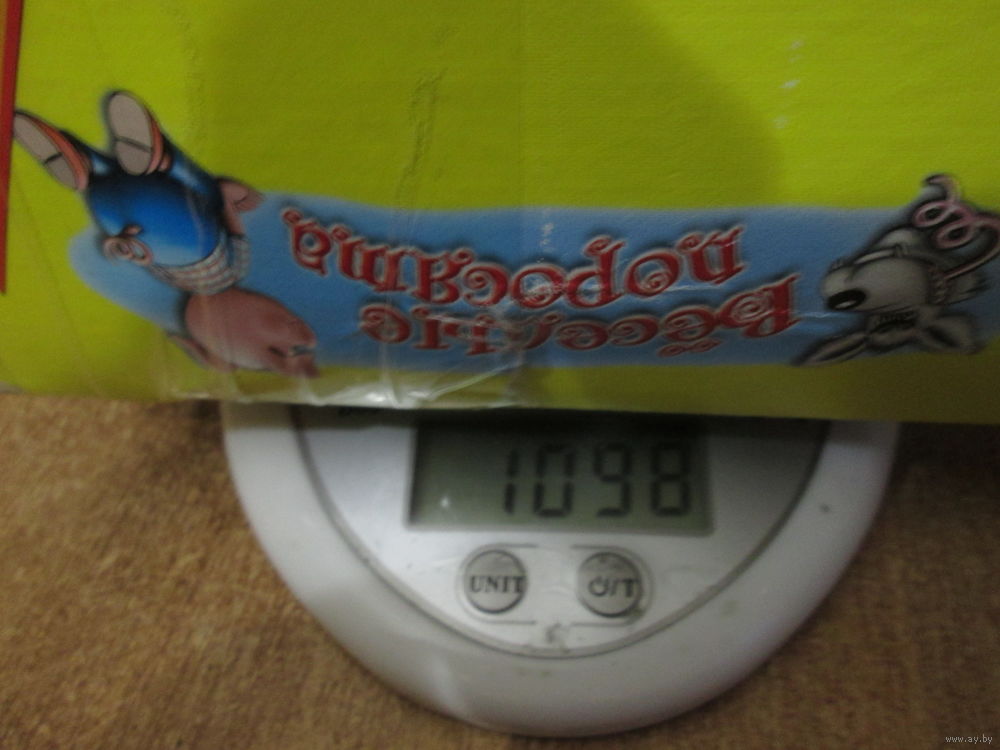 Весёлые
поросята
1098
UNIT
⏻/T
www.ay.by